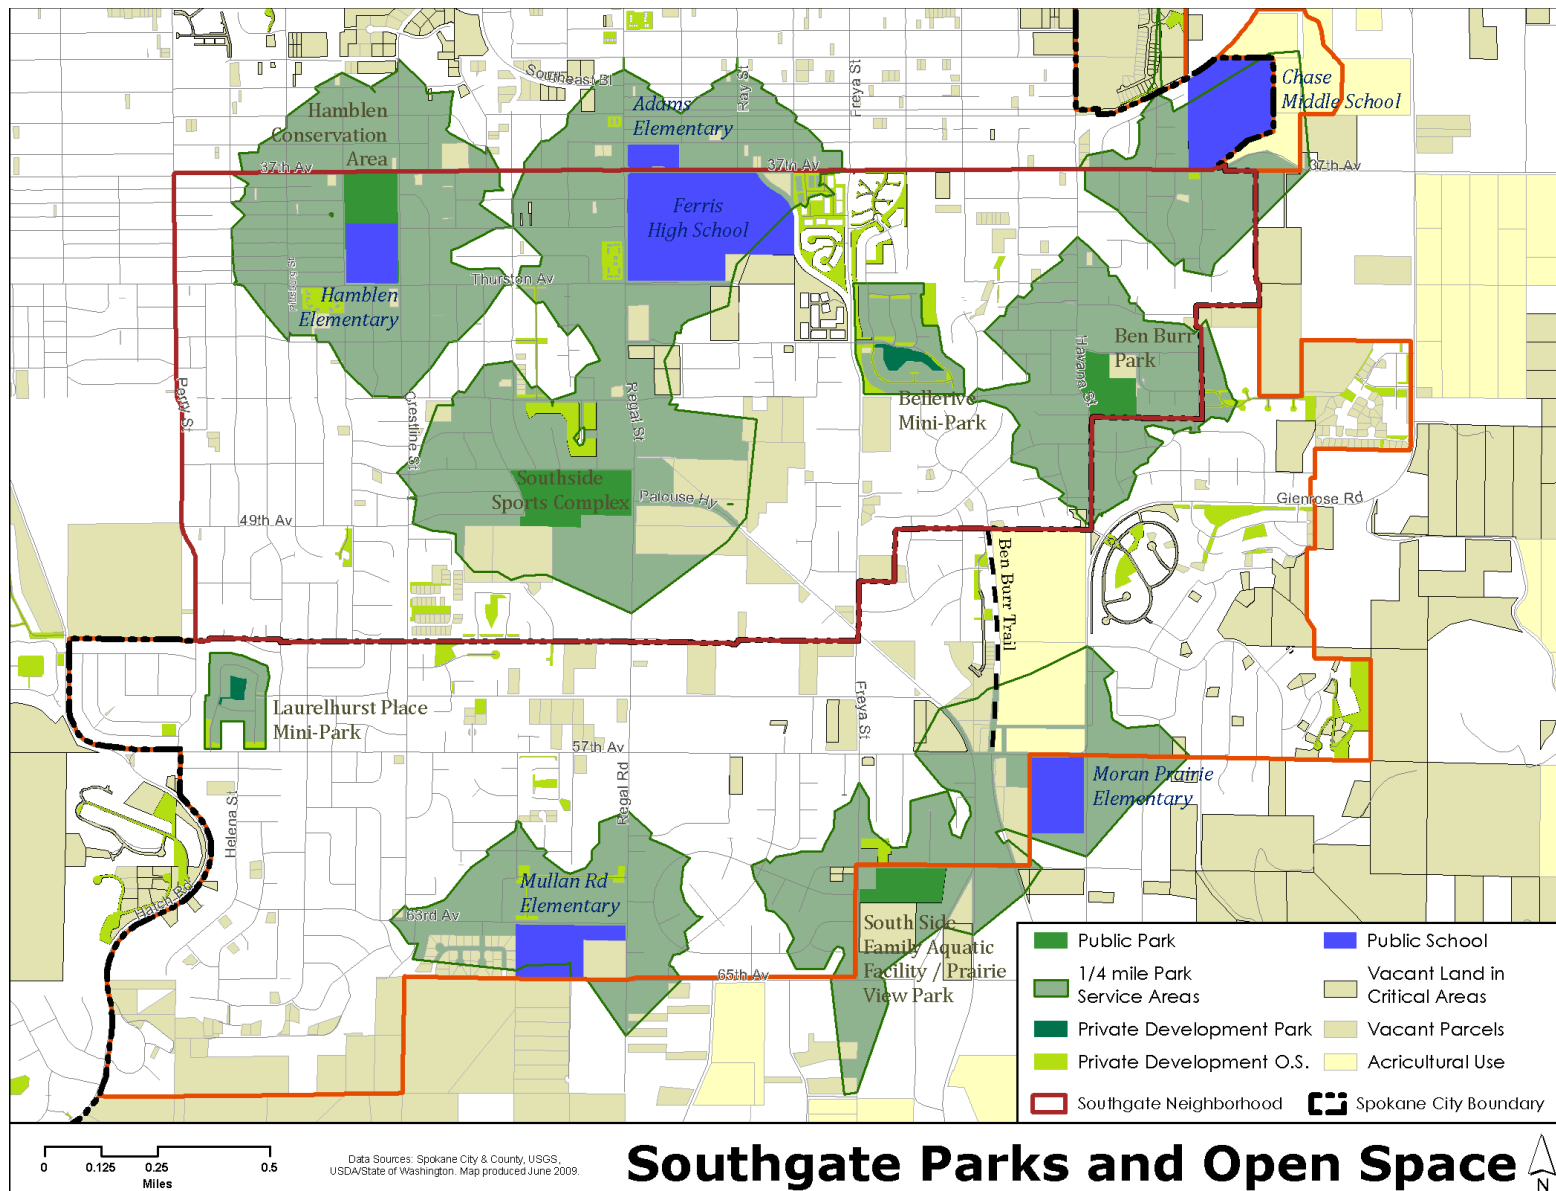 Southeast Bl
Ray St
Freya St
Hamblen
Conservation
Area
Adams
Elementary
Chase
Middle School
37th Av
37th Av
37th Av
Ferris
High School
Thurston Av
Hamblen
Elementary
Ben Burr
Park
Havana St
Perry St
Crestline St
Regal St
Bellerive
Mini-Park
Southside
Sports Complex
Palouse Hy
Glenrose Rd
49th Av
Ben Burr Trail
Laurelhurst Place
Mini-Park
Freya St
57th Av
Regal Rd
Helena St
Moran Prairie
Elementary
Hatch Rd
Mullan Rd
Elementary
63rd Av
65th Av
South Side
Family Aquatic
Facility / Prairie
View Park
Public Park
1/4 mile Park
Service Areas
Private Development Park
Private Development O.S.
Southgate Neighborhood
Public School
Vacant Land in
Critical Areas
Vacant Parcels
Acricultural Use
Spokane City Boundary
0 0.125 0.25 0.5
Miles
Data Sources: Spokane City & County, USGS,
USDA/State of Washington. Map produced June 2009.
Southgate Parks and Open Space
N